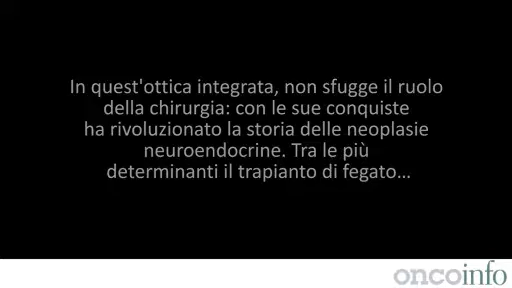 In quest'ottica integrata, non sfugge il ruolo
della chirurgia: con le sue conquiste
ha rivoluzionato la storia delle neoplasie
neuroendocrine. Tra le più
determinanti il trapianto di fegato...
oncoinfo